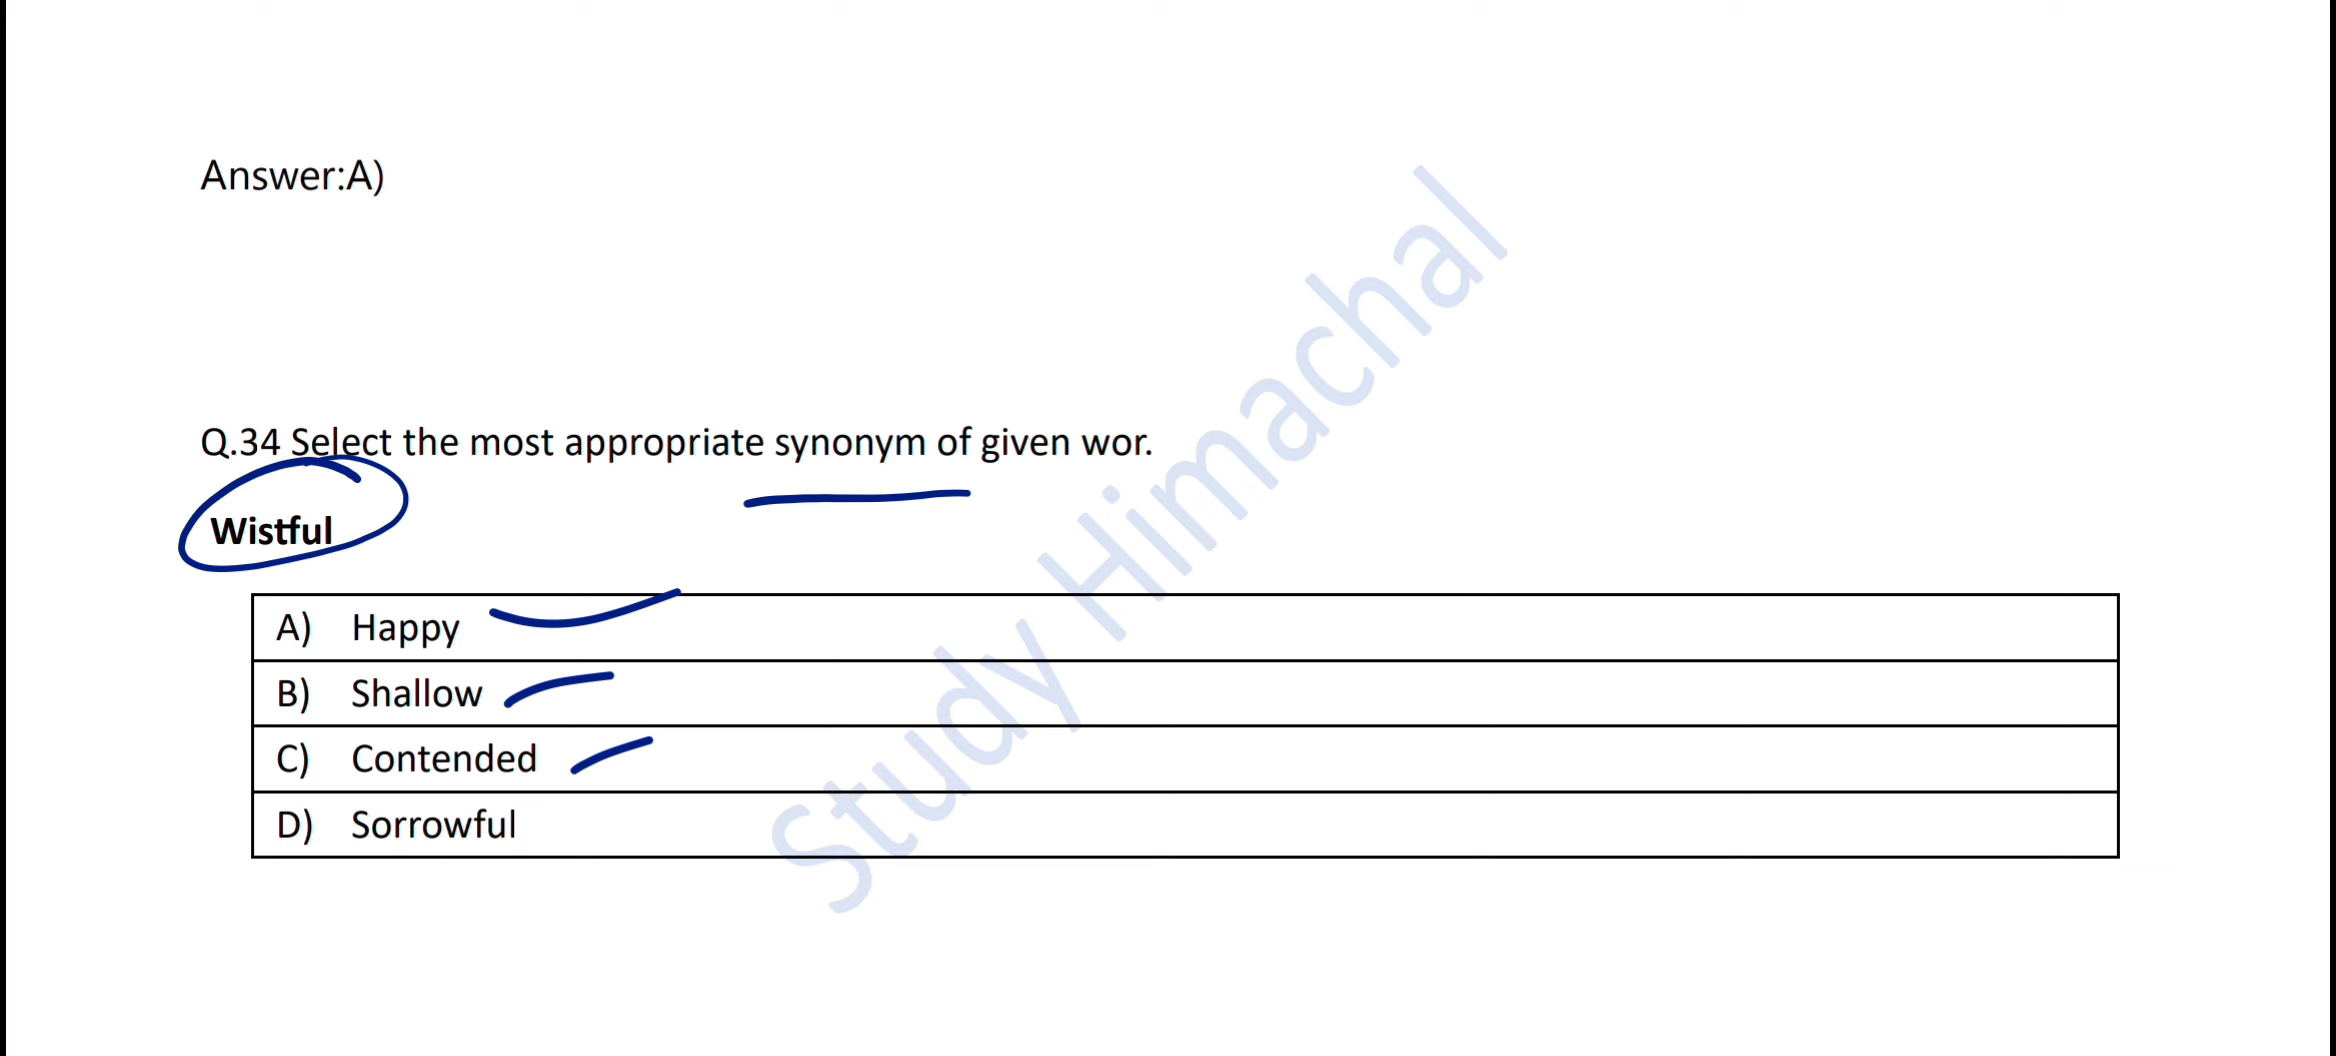 Answer:A)
Q.34 Select the most appropriate synonym of given wor.
Wistful
A) Happy
B) Shallow
C) Contended
D) Sorrowful
Study Himachal